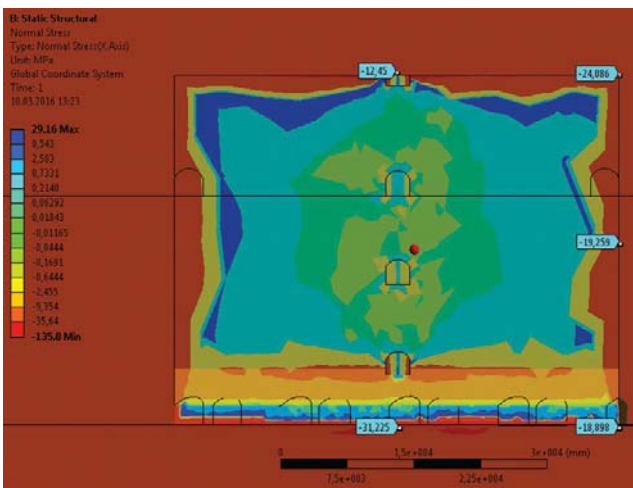 B: Static Structural
Normal Stress
Type: Normal Stress(X Axis)
Unit: MPa
Global Coordinate System
Time: 1
10.03.2016 13:23
29.16 Max
0,543
2,503
0,7331
0,2140
0,06292
0,01843
-0,01165
-0,0444
-0,1691
-0,6444
-2,455
-9,354
-35,64
-135.8 Min
-12,45
-24,086
-19,259
-31,225
-18,898
0
1,5e+004
3e+004 (mm)
7,5e+003
2,25e+004